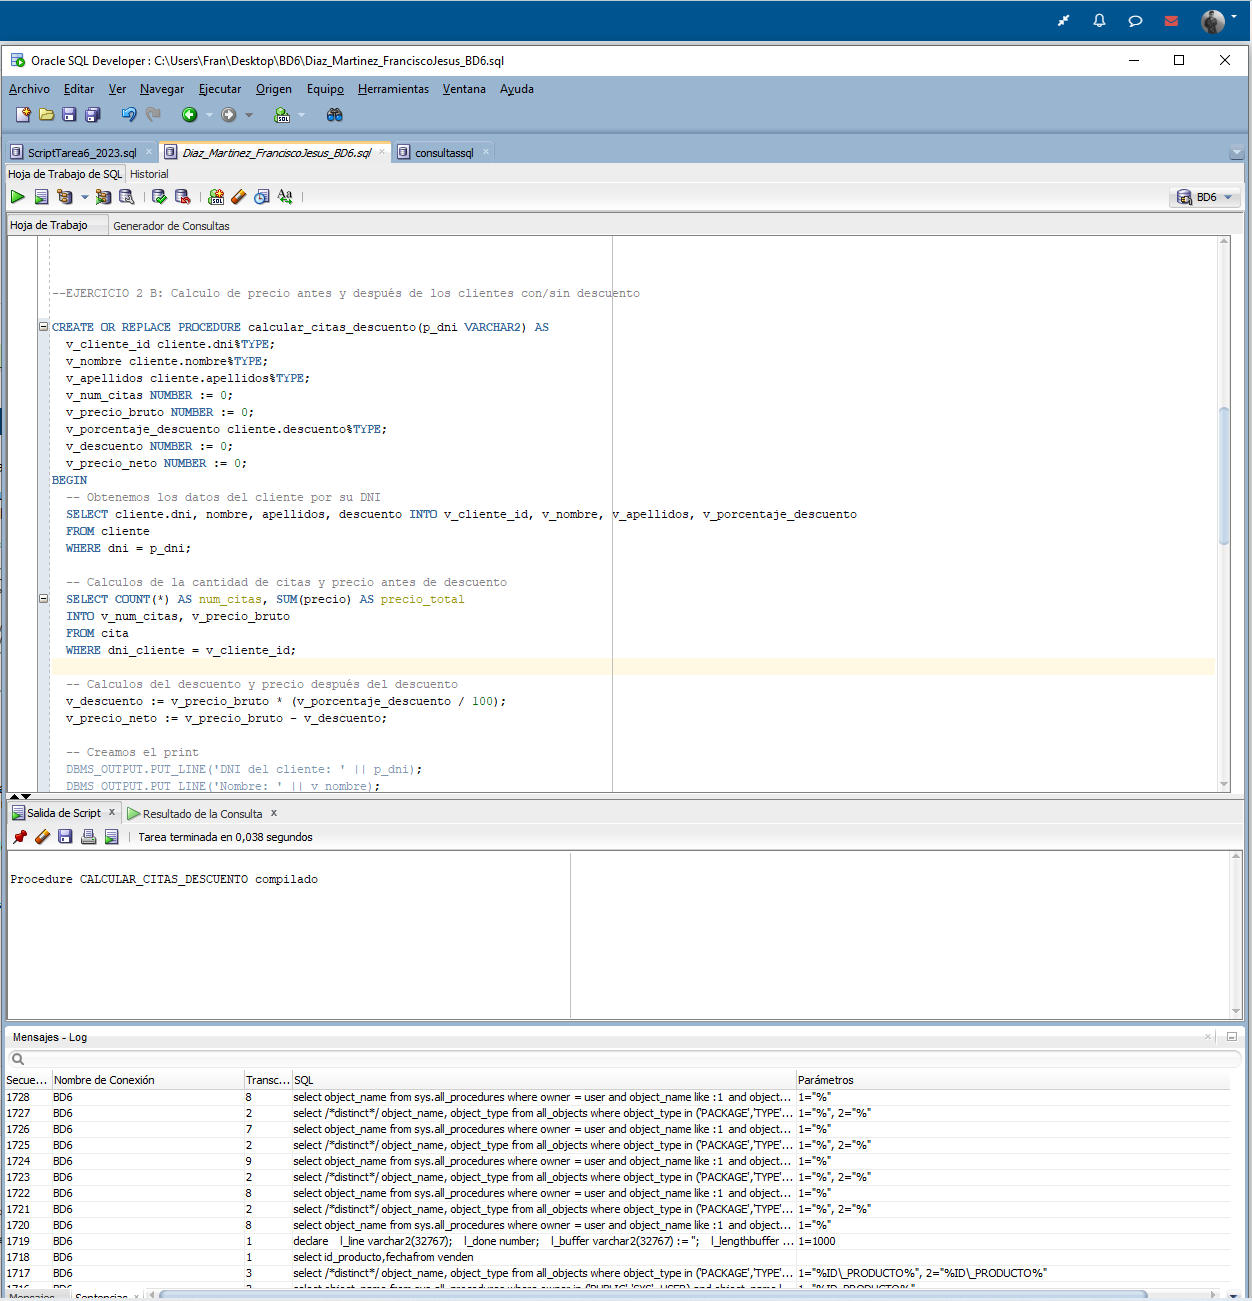 Oracle SQL Developer : C:\Users\Fran\Desktop\BD6\Diaz_Martinez_FranciscoJesus_BD6.sql
Archivo Editar Ver Navegar Ejecutar Origen Equipo Herramientas Ventana Ayuda
ScriptTarea6_2023.sql Diaz_Martinez_FranciscoJesus_BD6.sql consultassql
Hoja de Trabajo de SQL Historial
BD6
Hoja de Trabajo Generador de Consultas
--EJERCICIO 2 B: Calculo de precio antes y después de los clientes con/sin descuento
CREATE OR REPLACE PROCEDURE calcular_citas_descuento(p_dni VARCHAR2) AS
v_cliente_id cliente.dni%TYPE;
v_nombre cliente.nombre%TYPE;
v_apellidos cliente.apellidos%TYPE;
v_num_citas NUMBER := 0;
v_precio_bruto NUMBER := 0;
v_porcentaje_descuento cliente.descuento%TYPE;
v_descuento NUMBER := 0;
v_precio_neto NUMBER := 0;
BEGIN
-- Obtenemos los datos del cliente por su DNI
SELECT cliente.dni, nombre, apellidos, descuento INTO v_cliente_id, v_nombre, v_apellidos, v_porcentaje_descuento
FROM cliente
WHERE dni = p_dni;
-- Calculos de la cantidad de citas y precio antes de descuento
SELECT COUNT(*) AS num_citas, SUM(precio) AS precio_total
INTO v_num_citas, v_precio_bruto
FROM cita
WHERE dni_cliente = v_cliente_id;
-- Calculos del descuento y precio después del descuento
v_descuento := v_precio_bruto * (v_porcentaje_descuento / 100);
v_precio_neto := v_precio_bruto - v_descuento;
-- Creamos el print
DBMS_OUTPUT.PUT_LINE('DNI del cliente: ' || p_dni);
DBMS_OUTPUT.PUT_LINE('Nombre: ' || v_nombre);
Salida de Script x Resultado de la Consulta x
Tarea terminada en 0,038 segundos
Procedure CALCULAR_CITAS_DESCUENTO compilado
Mensajes - Log
Secue... Nombre de Conexión Transc... SQL Parámetros
1728 BD6 8 select object_name from sys.all_procedures where owner = user and object_name like :1 and object... 1="%"
1727 BD6 2 select /*distinct*/ object_name, object_type from all_objects where object_type in ('PACKAGE','TYPE'... 1="%", 2="%"
1726 BD6 7 select object_name from sys.all_procedures where owner = user and object_name like :1 and object... 1="%"
1725 BD6 2 select /*distinct*/ object_name, object_type from all_objects where object_type in ('PACKAGE','TYPE'... 1="%", 2="%"
1724 BD6 9 select object_name from sys.all_procedures where owner = user and object_name like :1 and object... 1="%"
1723 BD6 2 select /*distinct*/ object_name, object_type from all_objects where object_type in ('PACKAGE','TYPE'... 1="%", 2="%"
1722 BD6 8 select object_name from sys.all_procedures where owner = user and object_name like :1 and object... 1="%"
1721 BD6 2 select /*distinct*/ object_name, object_type from all_objects where object_type in ('PACKAGE','TYPE'... 1="%", 2="%"
1720 BD6 8 select object_name from sys.all_procedures where owner = user and object_name like :1 and object... 1="%"
1719 BD6 1 declare l_line varchar2(32767); l_done number; l_buffer varchar2(32767) := ''; l_lengthbuffer ... 1=1000
1718 BD6 1 select id_producto,fechafrom venden
1717 BD6 3 select /*distinct*/ object_name, object_type from all_objects where object_type in ('PACKAGE','TYPE'... 1="%ID\_PRODUCTO%", 2="%ID\_PRODUCTO%"
Mensajes Sentencias